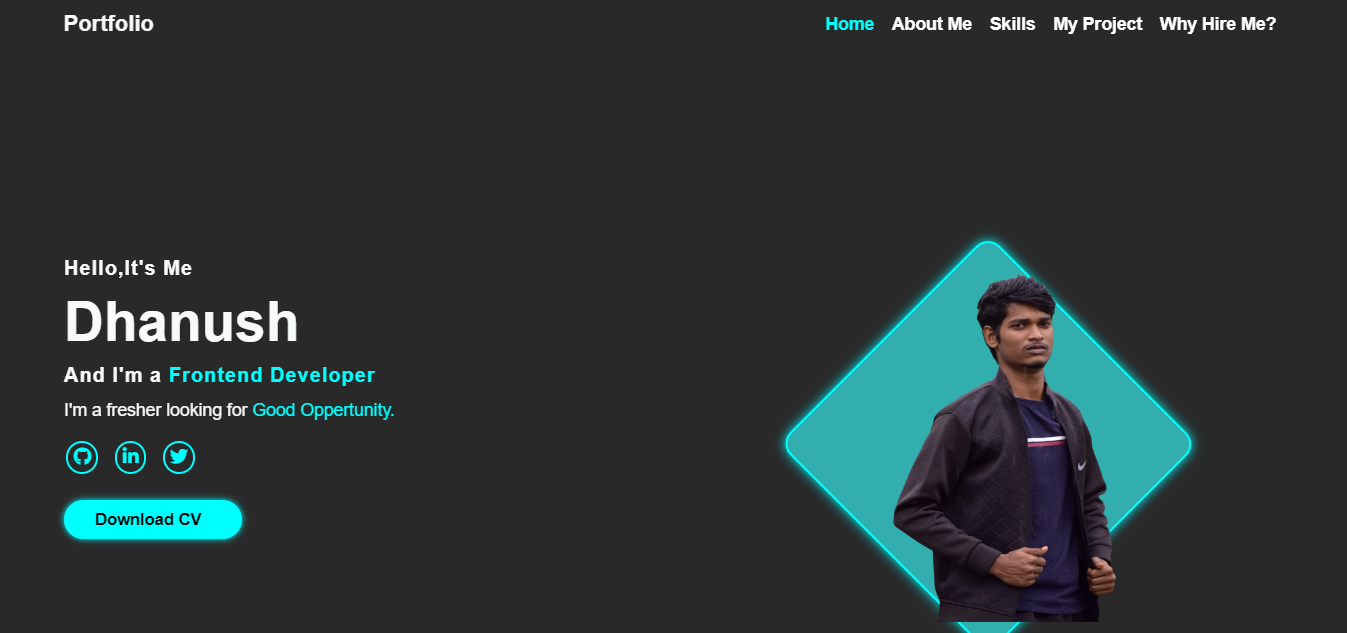 Portfolio
Home About Me Skills My Project Why Hire Me?
Hello,It's Me
Dhanush
And I'm a Frontend Developer
I'm a fresher looking for Good Oppertunity.
in
Download CV